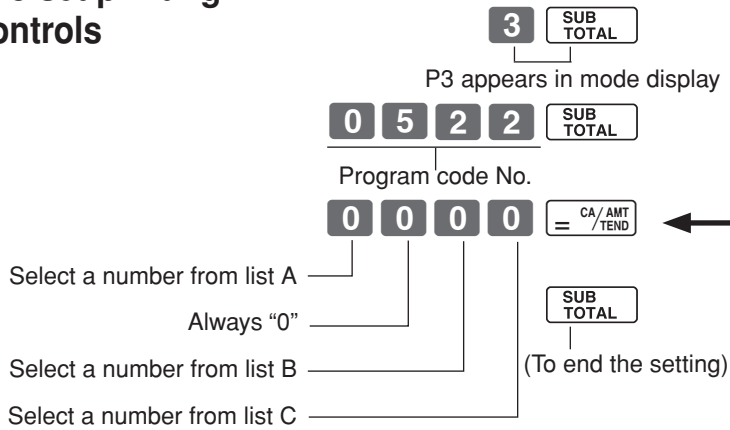 ontrols
3 SUB TOTAL
P3 appears in mode display
0 5 2 2 SUB TOTAL
Program code No.
0 0 0 0 = CA/AMT/TEND
Select a number from list A
Always “0”
SUB TOTAL
Select a number from list B
(To end the setting)
Select a number from list C